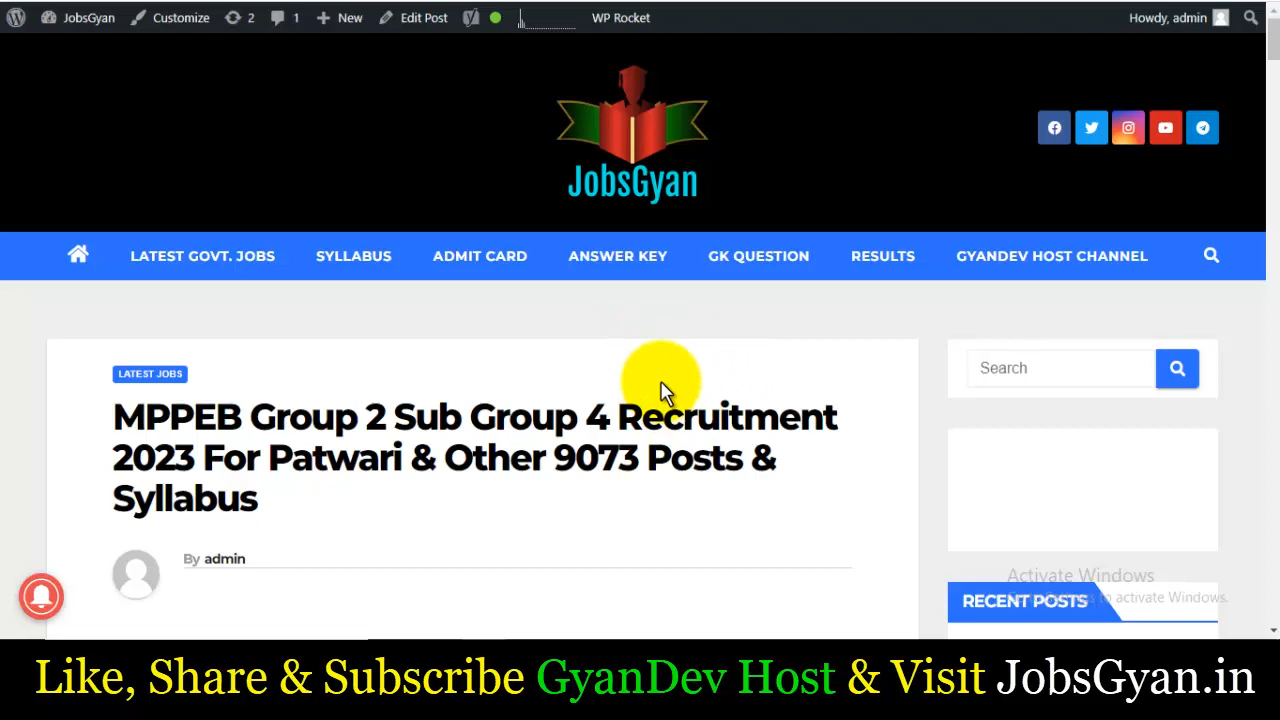 JobsGyan Customize 2 1 New Edit Post WP Rocket Howdy, admin
JobsGyan
LATEST GOVT. JOBS SYLLABUS ADMIT CARD ANSWER KEY GK QUESTION RESULTS GYANDEV HOST CHANNEL
LATEST JOBS
MPPEB Group 2 Sub Group 4 Recruitment
2023 For Patwari & Other 9073 Posts &
Syllabus
By admin
Search
Activate Windows
RECENT POSTS
to activate Windows.
Like, Share & Subscribe GyanDev Host & Visit JobsGyan.in